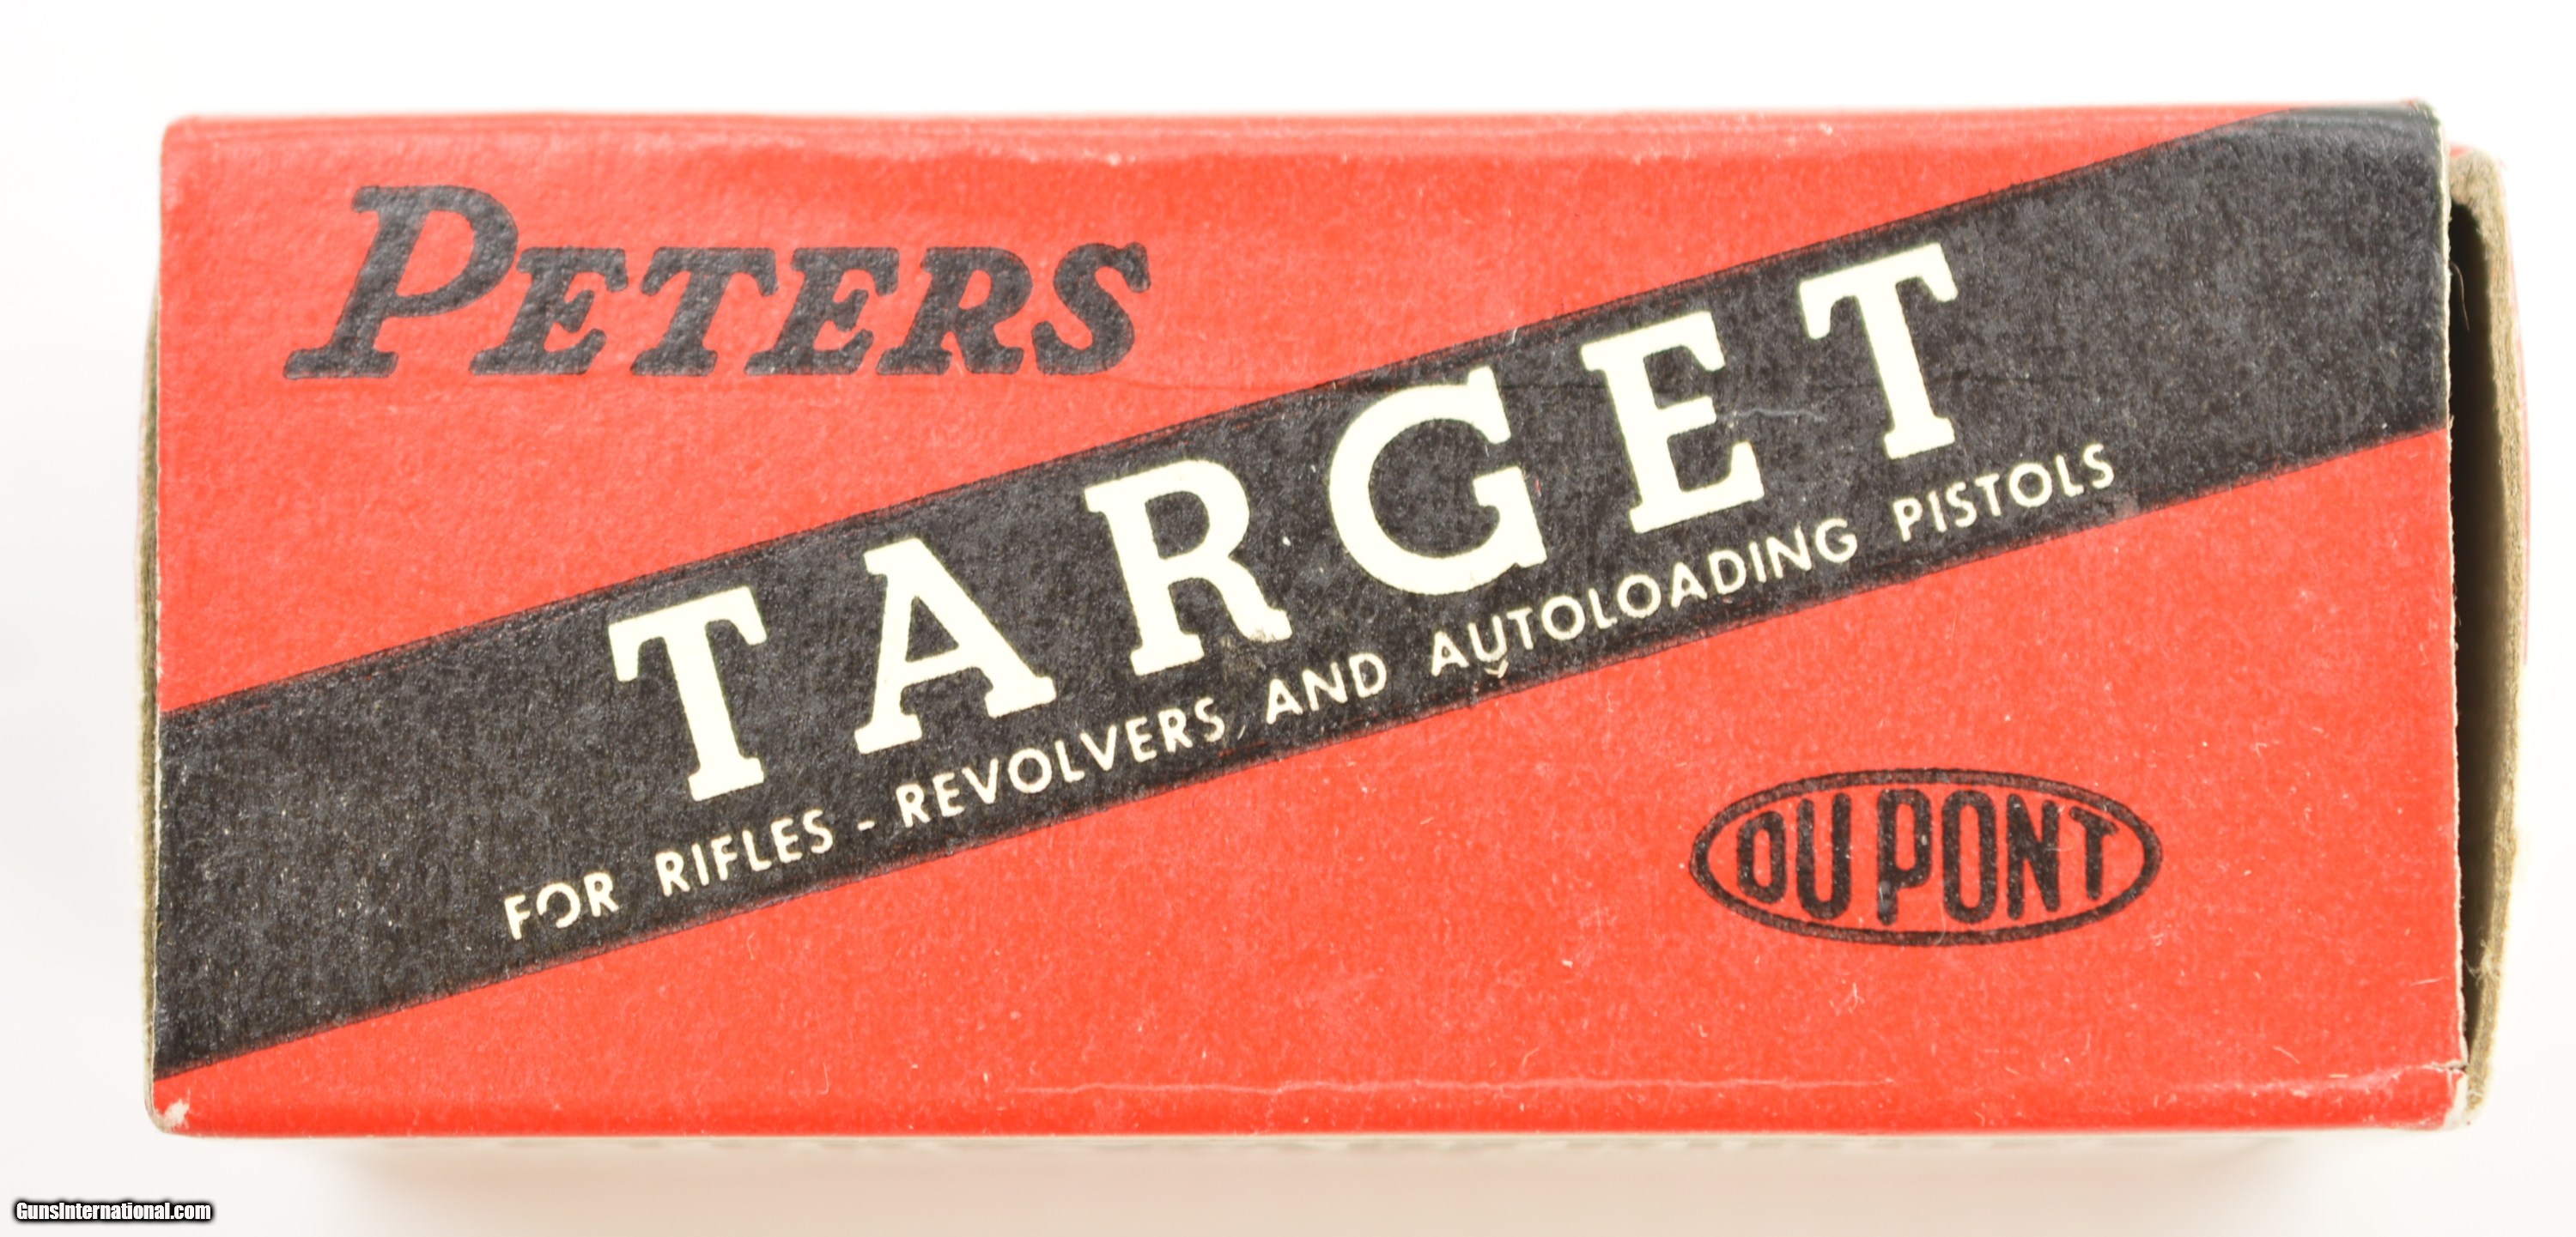 PETERS
TARGET
FOR RIFLES - REVOLVERS AND AUTOLOADING PISTOLS
DU PONT
GunsInternational.com